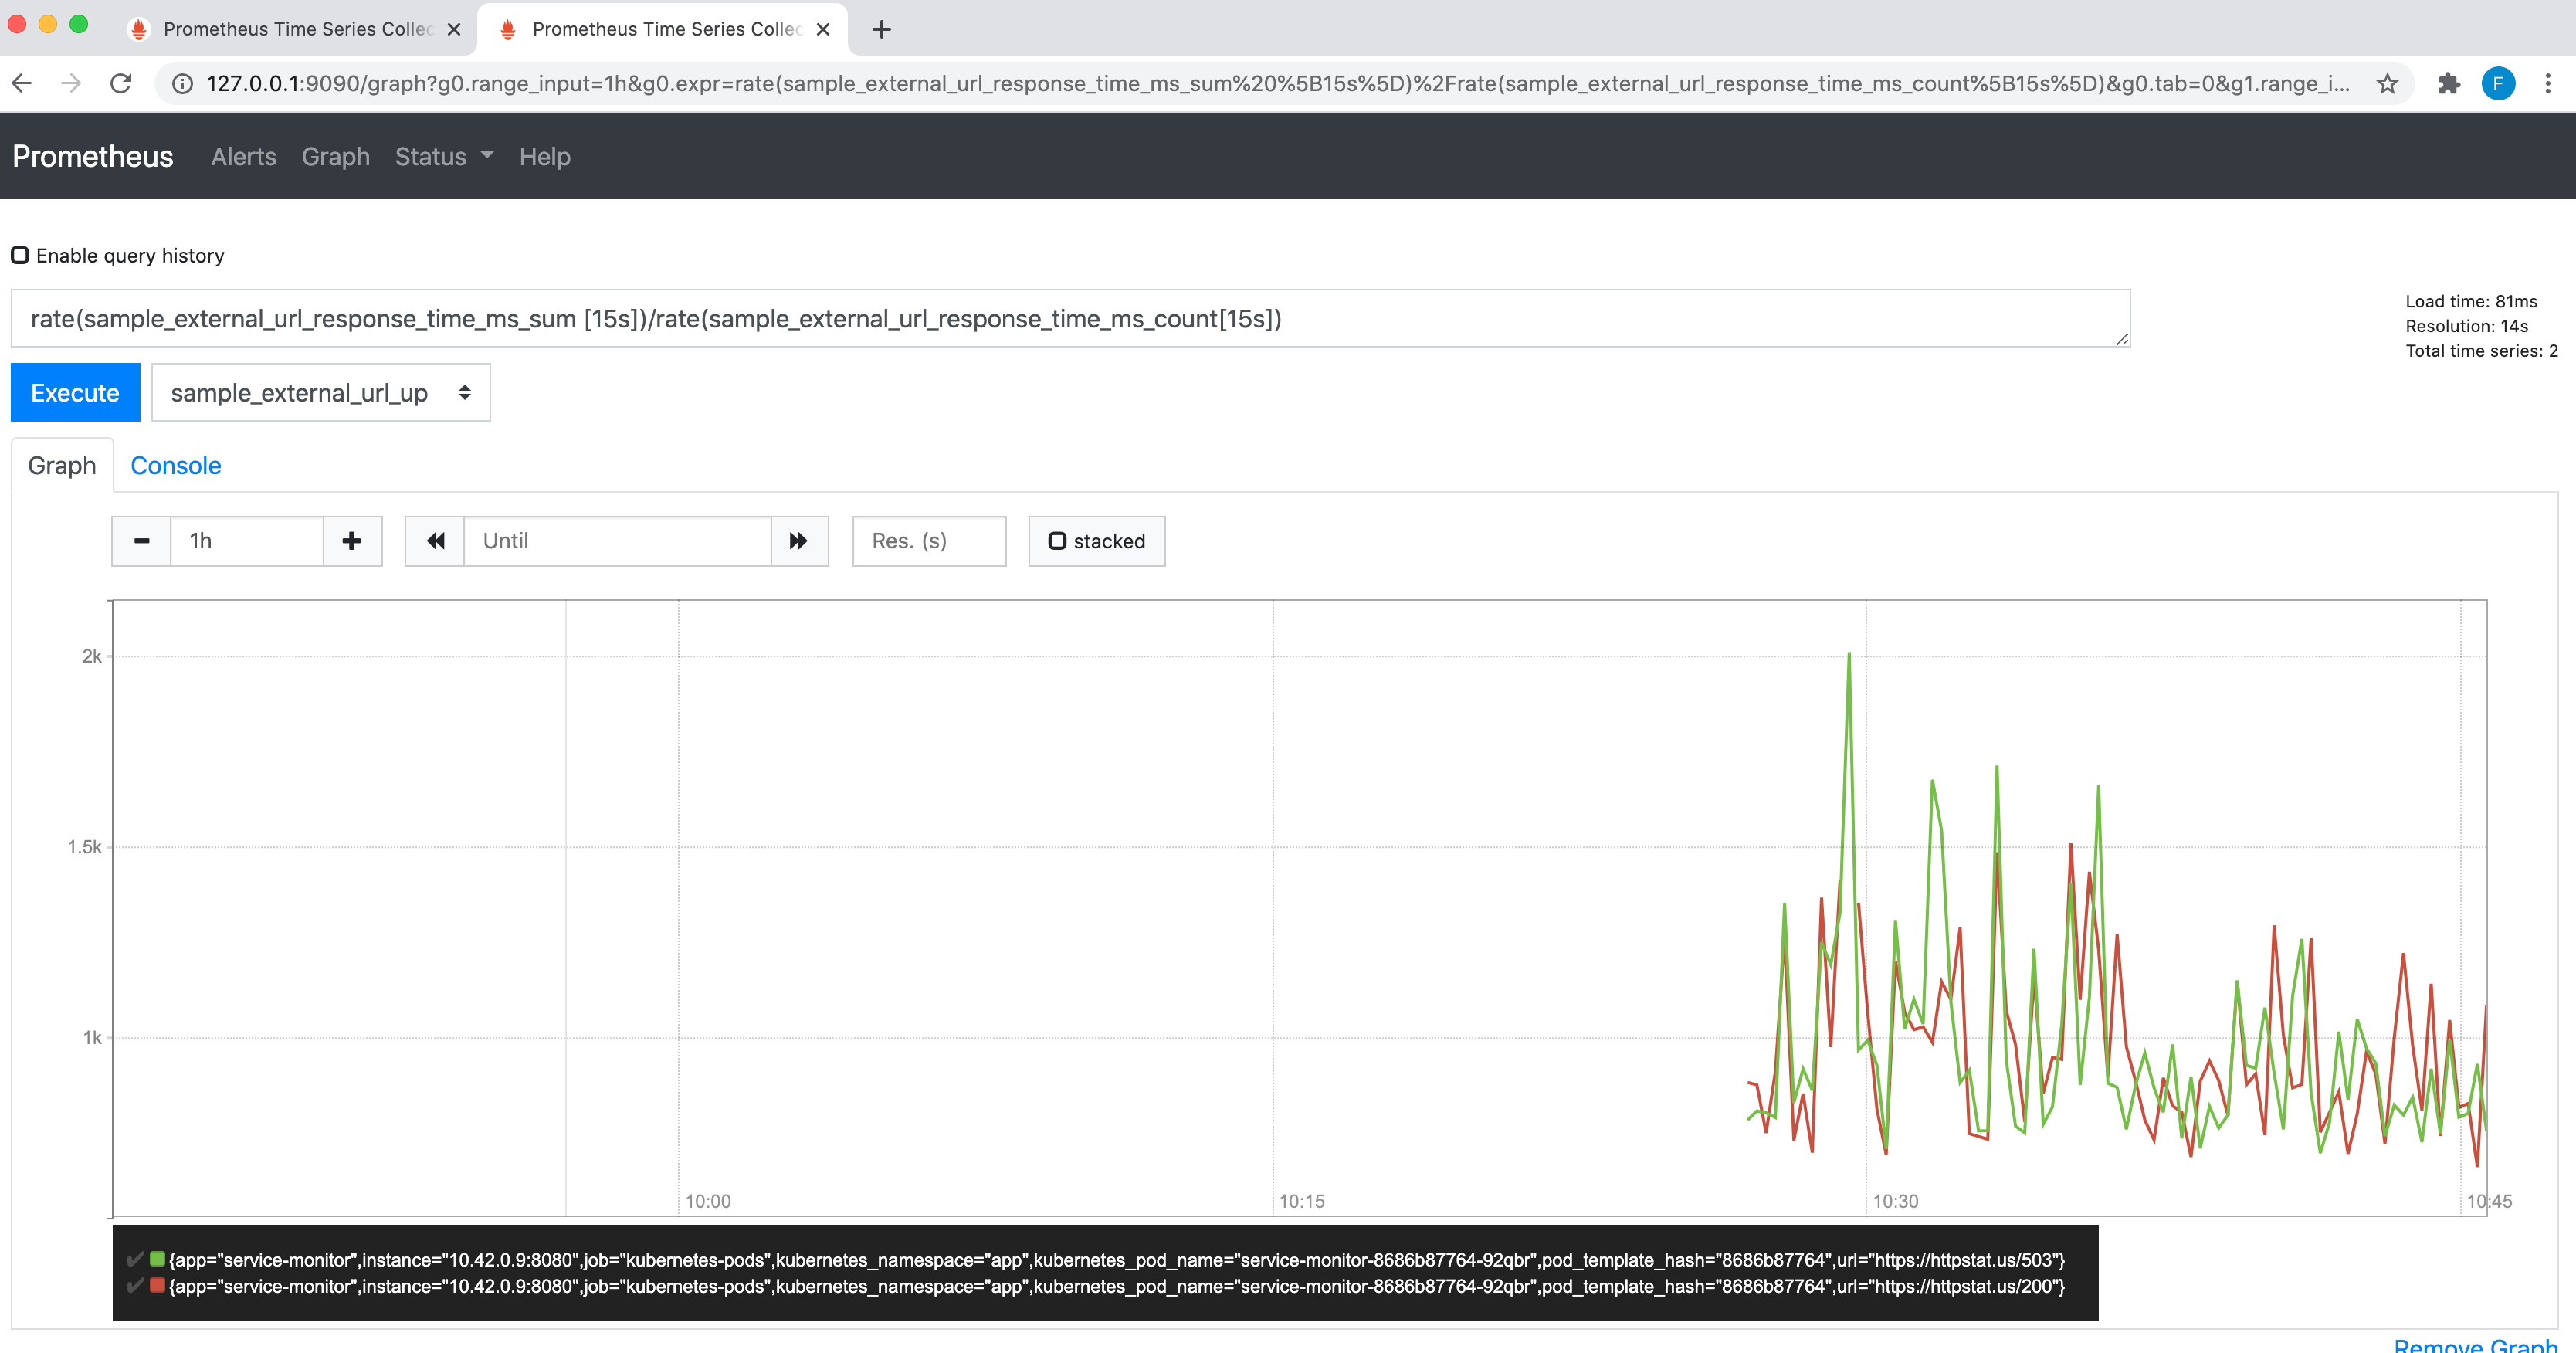 Prometheus Time Series Collec
Prometheus Time Series Collec
127.0.0.1:9090/graph?g0.range_input=1h&g0.expr=rate(sample_external_url_response_time_ms_sum%20%5B15s%5D)%2Frate(sample_external_url_response_time_ms_count%5B15s%5D)&g0.tab=0&g1.range_i...
F
Prometheus Alerts Graph Status Help
Enable query history
rate(sample_external_url_response_time_ms_sum [15s])/rate(sample_external_url_response_time_ms_count[15s])
Load time: 81ms
Resolution: 14s
Total time series: 2
Execute
sample_external_url_up
Graph
Console
1h
Until
Res. (s)
stacked
2k
1.5k
1k
10:00
10:15
10:30
10:45
{app="service-monitor",instance="10.42.0.9:8080",job="kubernetes-pods",kubernetes_namespace="app",kubernetes_pod_name="service-monitor-8686b87764-92qbr",pod_template_hash="8686b87764",url="https://httpstat.us/503"}
{app="service-monitor",instance="10.42.0.9:8080",job="kubernetes-pods",kubernetes_namespace="app",kubernetes_pod_name="service-monitor-8686b87764-92qbr",pod_template_hash="8686b87764",url="https://httpstat.us/200"}
Remove Graph